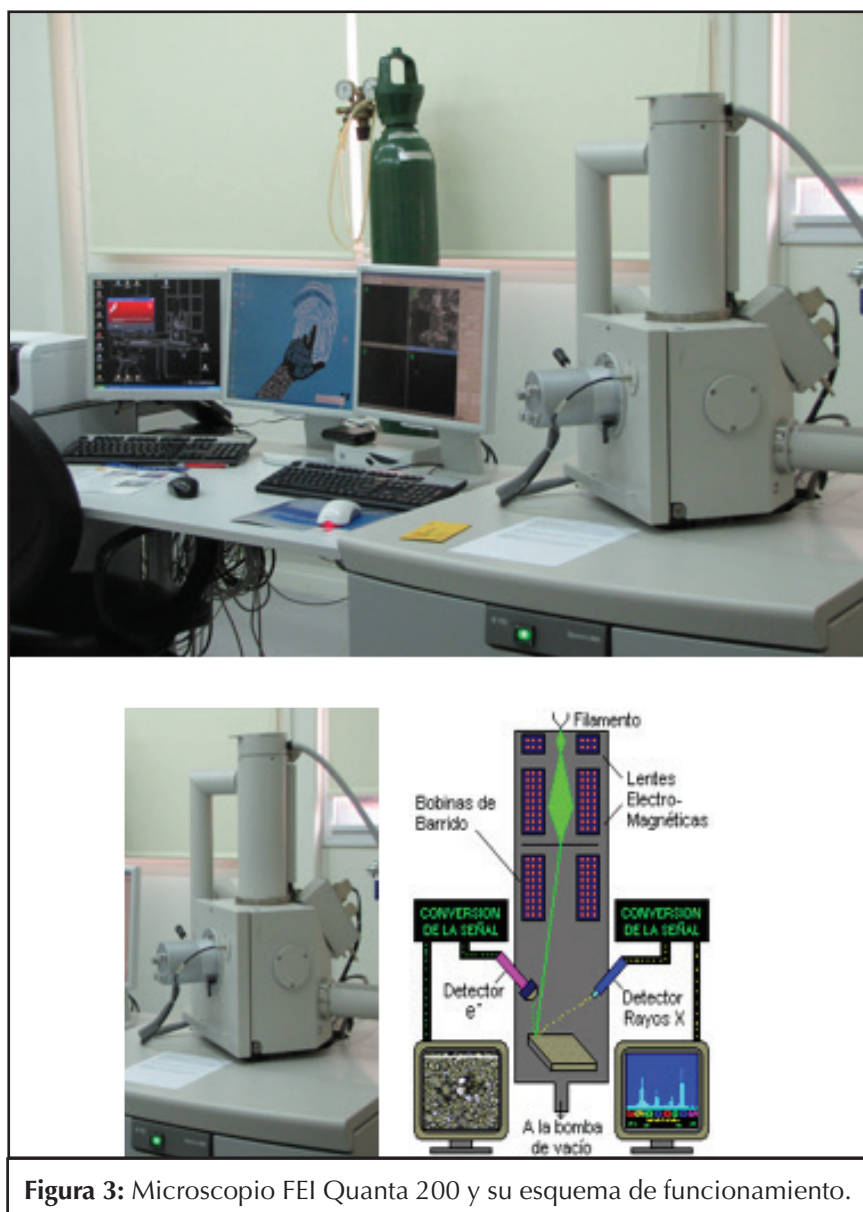 Filamento
Lentes
Electro-
Magnéticas
Bobinas de
Barrido
CONVERSION
DE LA SEÑAL
CONVERSION
DE LA SEÑAL
Detector
e⁻
Detector
Rayos X
A la bomba
de vacío
Figura 3: Microscopio FEI Quanta 200 y su esquema de funcionamiento.